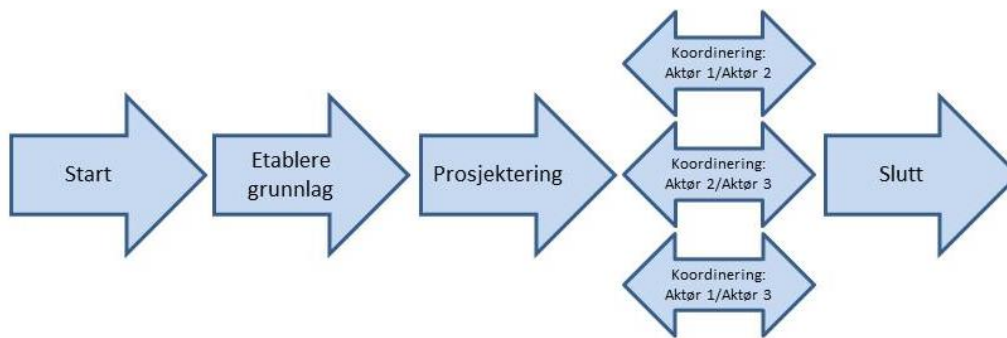 Start
Etablere
grunnlag
Prosjektering
Koordinering:
Aktør 1/Aktør 2
Koordinering:
Aktør 2/Aktør 3
Koordinering:
Aktør 1/Aktør 3
Slutt